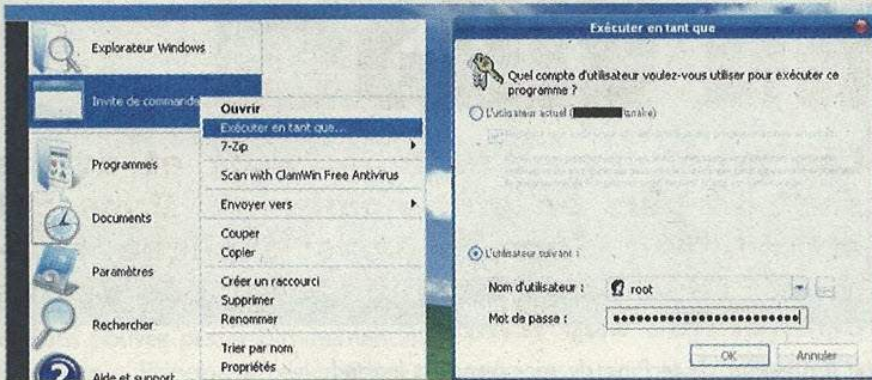 Explorateur Windows
Invite de commande
Programmes
Documents
Paramètres
Rechercher
Aide et support
Ouvrir
Exécuter en tant que...
7-Zip
Scan with ClamWin Free Antivirus
Envoyer vers
Couper
Copier
Créer un raccourci
Supprimer
Renommer
Trier par nom
Propriétés
Exécuter en tant que
Quel compte d'utilisateur voulez-vous utiliser pour exécuter ce
programme ?
L'utilisateur actuel
L'utilisateur suivant :
Nom d'utilisateur :
root
Mot de passe :
OK
Annuler